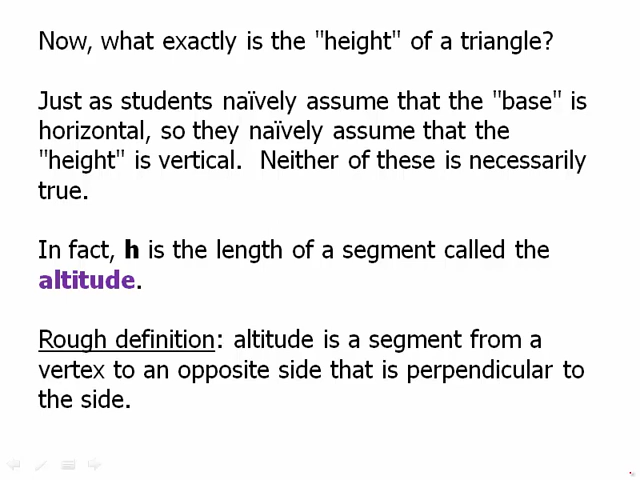 Now, what exactly is the "height" of a triangle?
Just as students naïvely assume that the "base" is
horizontal, so they naïvely assume that the
"height" is vertical.  Neither of these is necessarily
true.
In fact, h is the length of a segment called the
altitude.
Rough definition: altitude is a segment from a
vertex to an opposite side that is perpendicular to
the side.